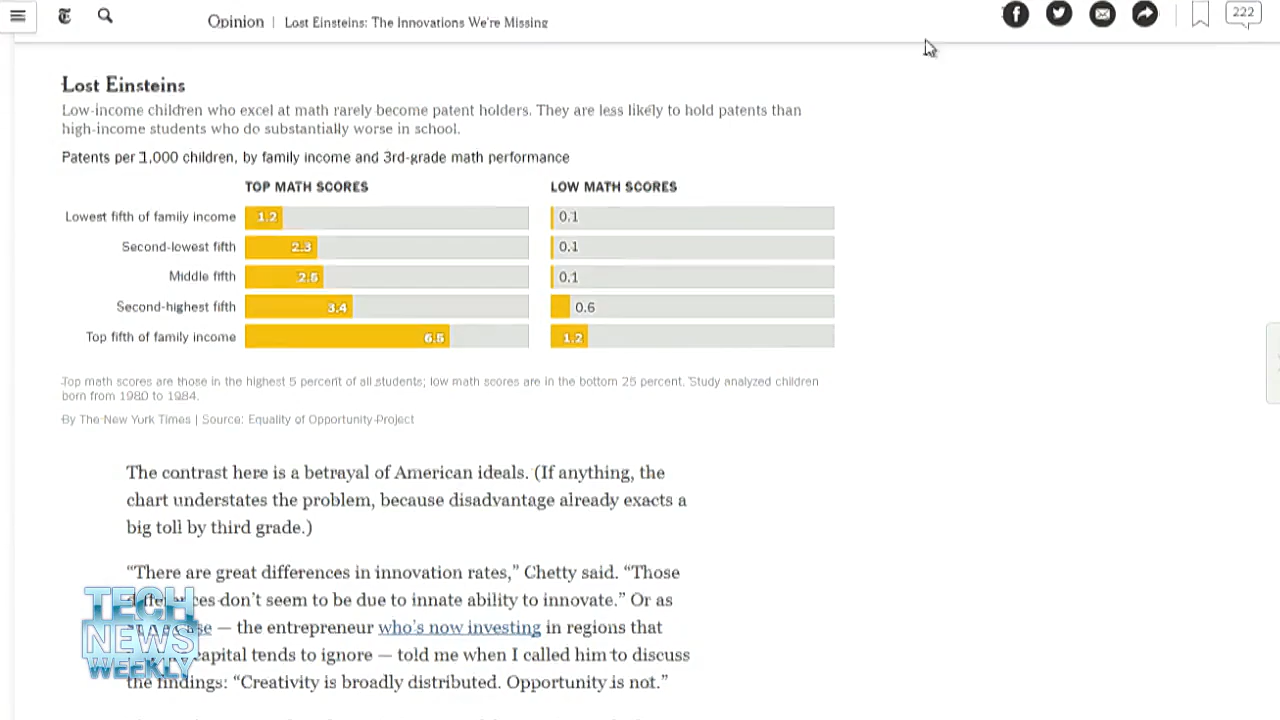 Opinion | Lost Einsteins: The Innovations We're Missing
222
Lost Einsteins
Low-income children who excel at math rarely become patent holders. They are less likely to hold patents than
high-income students who do substantially worse in school.
Patents per 1,000 children, by family income and 3rd-grade math performance
TOP MATH SCORES LOW MATH SCORES
Lowest fifth of family income 1.2 0.1
Second-lowest fifth 2.3 0.1
Middle fifth 2.5 0.1
Second-highest fifth 3.4 0.6
Top fifth of family income 6.5 1.2
Top math scores are those in the highest 5 percent of all students; low math scores are in the bottom 25 percent. Study analyzed children
born from 1980 to 1984.
By The New York Times | Source: Equality of Opportunity Project
The contrast here is a betrayal of American ideals. (If anything, the
chart understates the problem, because disadvantage already exacts a
big toll by third grade.)
“There are great differences in innovation rates,” Chetty said. “Those
don’t seem to be due to innate ability to innovate.” Or as
— the entrepreneur who’s now investing in regions that
capital tends to ignore — told me when I called him to discuss
the findings: “Creativity is broadly distributed. Opportunity is not.”
TECH
NEWS
WEEKLY